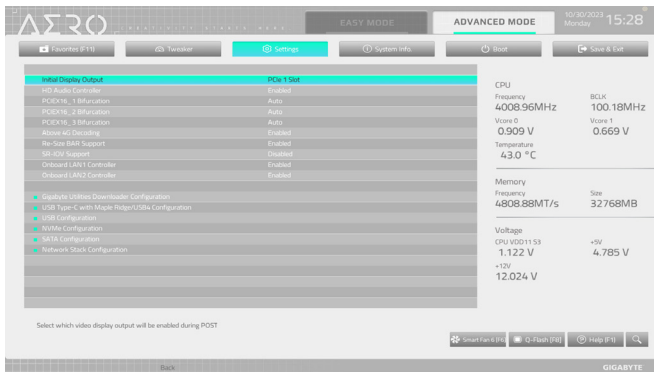 AERO
CREATIVITY STARTS HERE
EASY MODE
ADVANCED MODE
10/30/2023
Monday
15:28
Favorites (F11)
Tweaker
Settings
System Info.
Boot
Save & Exit
Initial Display Output PCIe 1 Slot
HD Audio Controller Enabled
PCIEX16_1 Bifurcation Auto
PCIEX16_2 Bifurcation Auto
PCIEX16_3 Bifurcation Auto
Above 4G Decoding Enabled
Re-Size BAR Support Enabled
SR-IOV Support Disabled
Onboard LAN1 Controller Enabled
Onboard LAN2 Controller Enabled
Gigabyte Utilities Downloader Configuration
USB Type-C with Maple Ridge/USB4 Configuration
USB Configuration
NVMe Configuration
SATA Configuration
Network Stack Configuration
CPU
Frequency BCLK
4008.96MHz 100.18MHz
Vcore 0 Vcore 1
0.909 V 0.669 V
Temperature
43.0 °C
Memory
Frequency Size
4808.88MT/s 32768MB
Voltage
CPU VDD11 S3 +5V
1.122 V 4.785 V
+12V
12.024 V
Select which video display output will be enabled during POST
Smart Fan 6 [F6]
Q-Flash [F8]
Help [F1]
Back
GIGABYTE